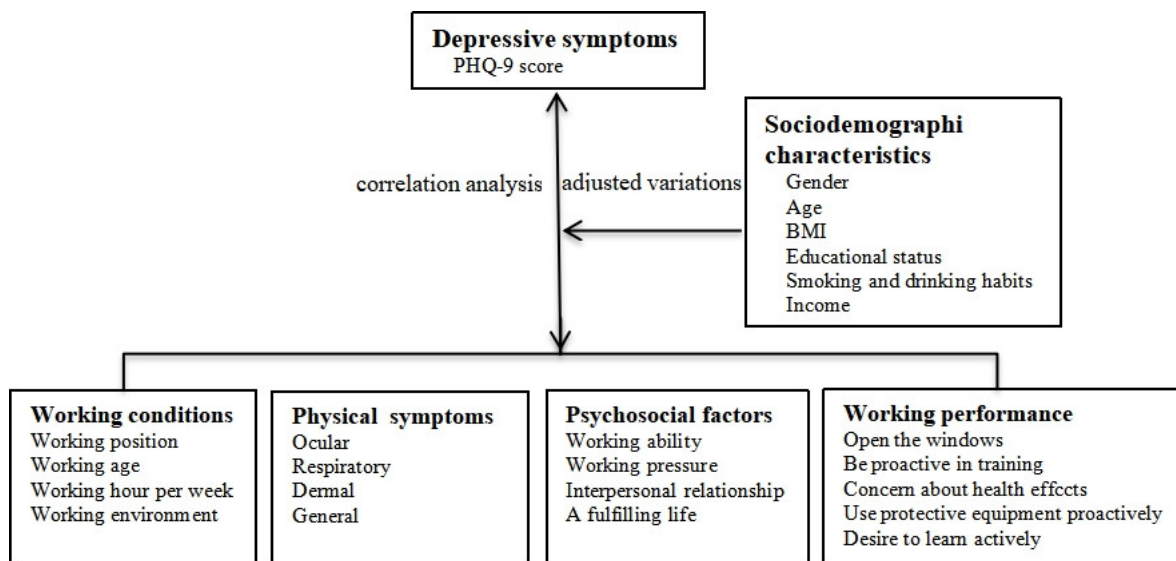 Depressive symptoms
PHQ-9 score
Sociodemographi
characteristics
Gender
Age
BMI
Educational status
Smoking and drinking habits
Income
correlation analysis
adjusted variations
Working conditions
Working position
Working age
Working hour per week
Working environment
Physical symptoms
Ocular
Respiratory
Dermal
General
Psychosocial factors
Working ability
Working pressure
Interpersonal relationship
A fulfilling life
Working performance
Open the windows
Be proactive in training
Concern about health effects
Use protective equipment proactively
Desire to learn actively